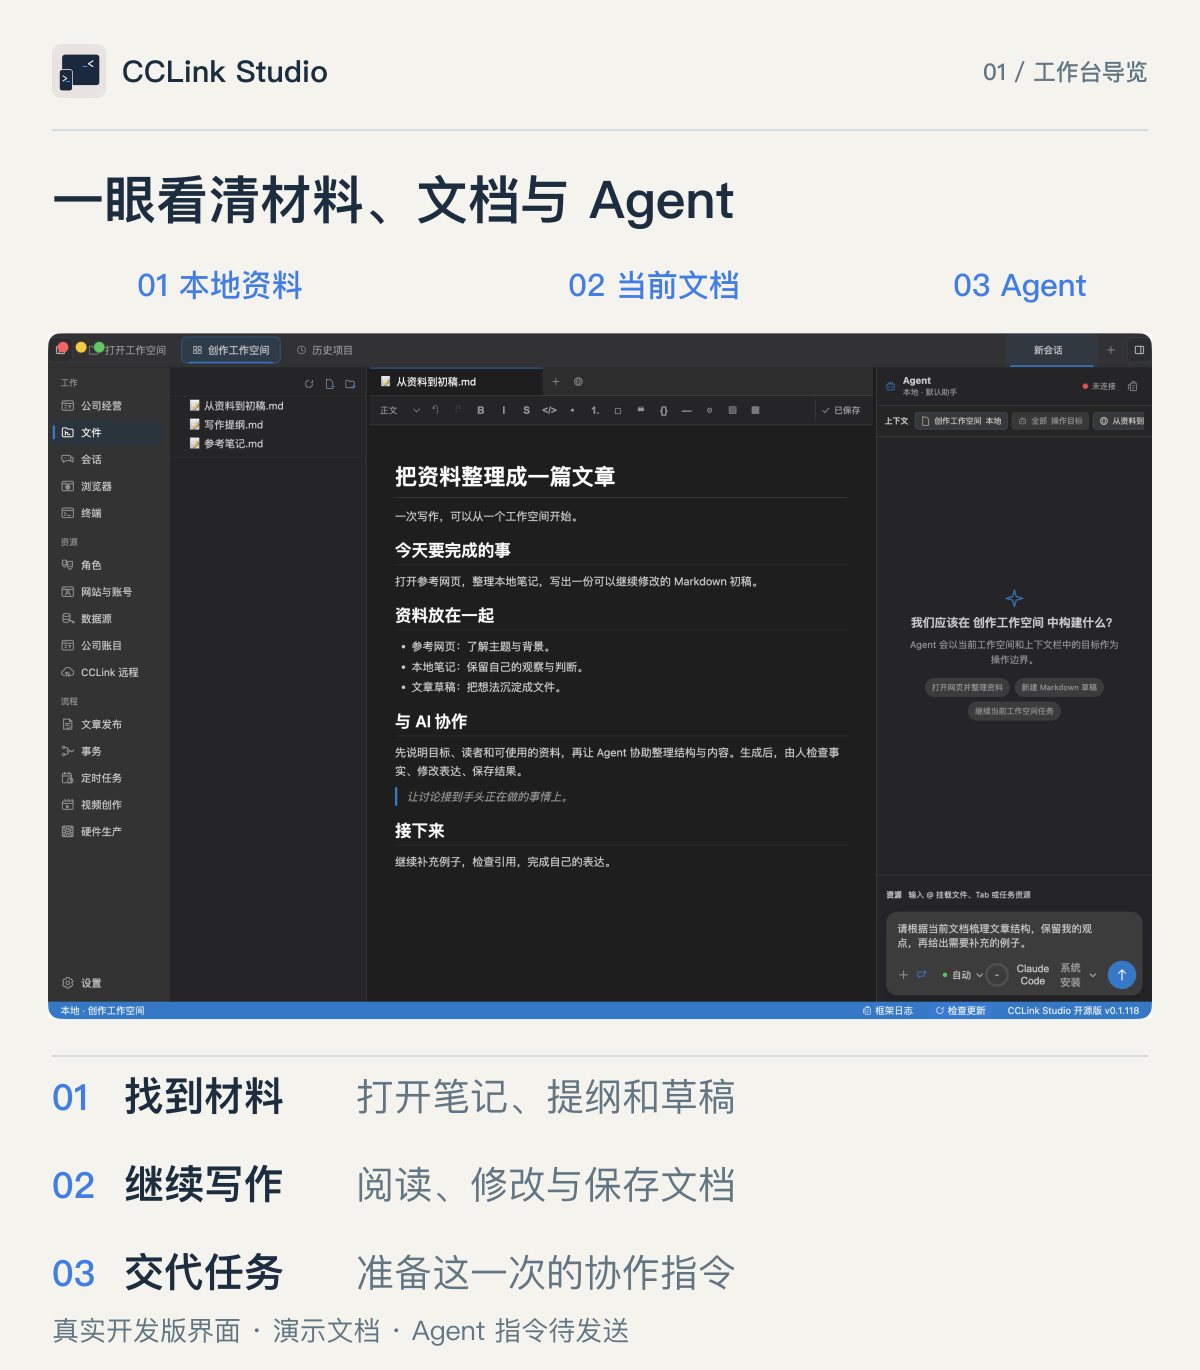 CCLink Studio
01 / 工作台导览
一眼看清材料、文档与 Agent
01 本地资料
02 当前文档
03 Agent
打开工作空间
创作工作空间
历史项目
新会话
工作
公司经营
文件
会话
浏览器
终端
资源
角色
网站与账号
数据源
公司账目
CCLink 远程
流程
文章发布
事务
定时任务
视频创作
硬件生产
设置
从资料到初稿.md
写作提纲.md
参考笔记.md
从资料到初稿.md
正文
B I S </> • 1. {} —
已保存
把资料整理成一篇文章
一次写作，可以从一个工作空间开始。
今天要完成的事
打开参考网页，整理本地笔记，写出一份可以继续修改的 Markdown 初稿。
资料放在一起
• 参考网页：了解主题与背景。
• 本地笔记：保留自己的观察与判断。
• 文章草稿：把想法沉淀成文件。
与 AI 协作
先说明目标、读者和可使用的资料，再让 Agent 协助整理结构与内容。生成后，由人检查事
实、修改表达、保存结果。
让讨论接到手头正在做的事情上。
接下来
继续补充例子，检查引用，完成自己的表达。
Agent
本地 · 默认助手
未连接
上下文
创作工作空间 本地
全部 操作目标
从资料到
我们应该在 创作工作空间 中构建什么?
Agent 会以当前工作空间和上下文栏中的目标作为
操作边界。
打开网页并整理资料
新建 Markdown 草稿
继续当前工作空间任务
资源 输入 @ 挂载文件、Tab 或任务资源
请根据当前文档梳理文章结构，保留我的观
点，再给出需要补充的例子。
自动
Claude Code
系统安装
本地 · 创作工作空间
框架日志
检查更新
CCLink Studio 开源版 v0.1.118
01 找到材料 打开笔记、提纲和草稿
02 继续写作 阅读、修改与保存文档
03 交代任务 准备这一次的协作指令
真实开发版界面 · 演示文档 · Agent 指令待发送